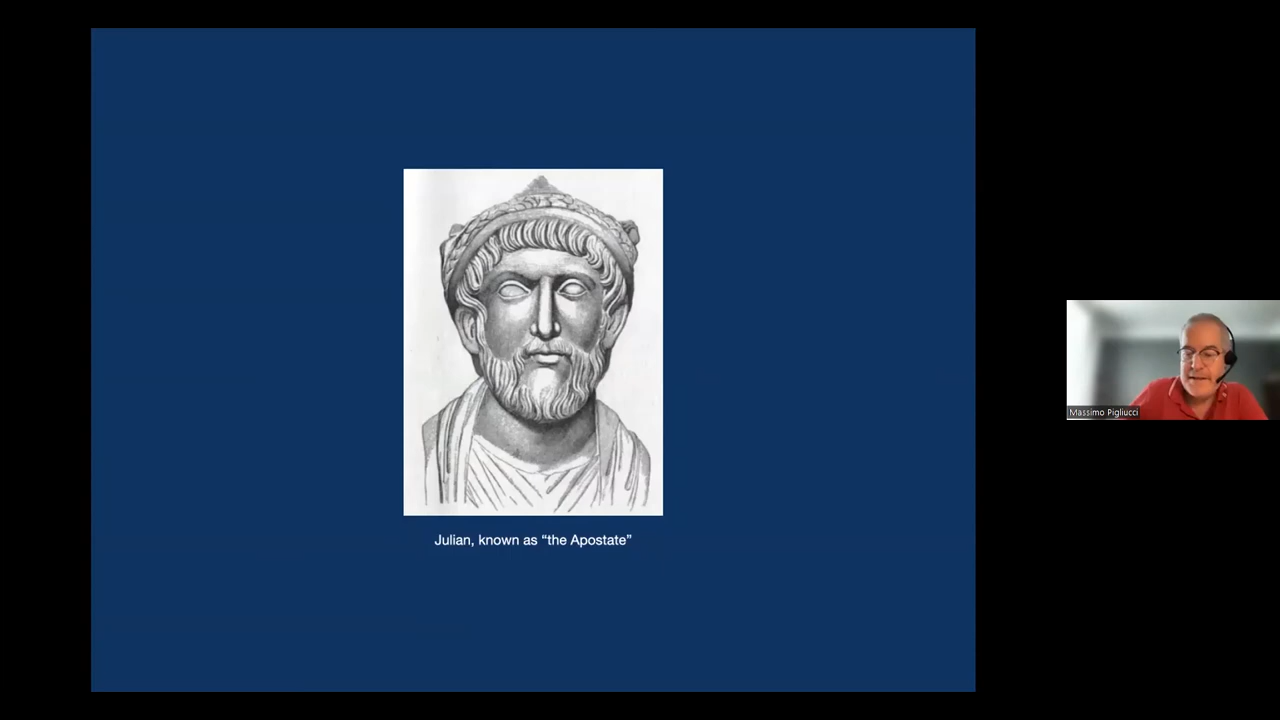 Julian, known as “the Apostate”
Massimo Pigliucci